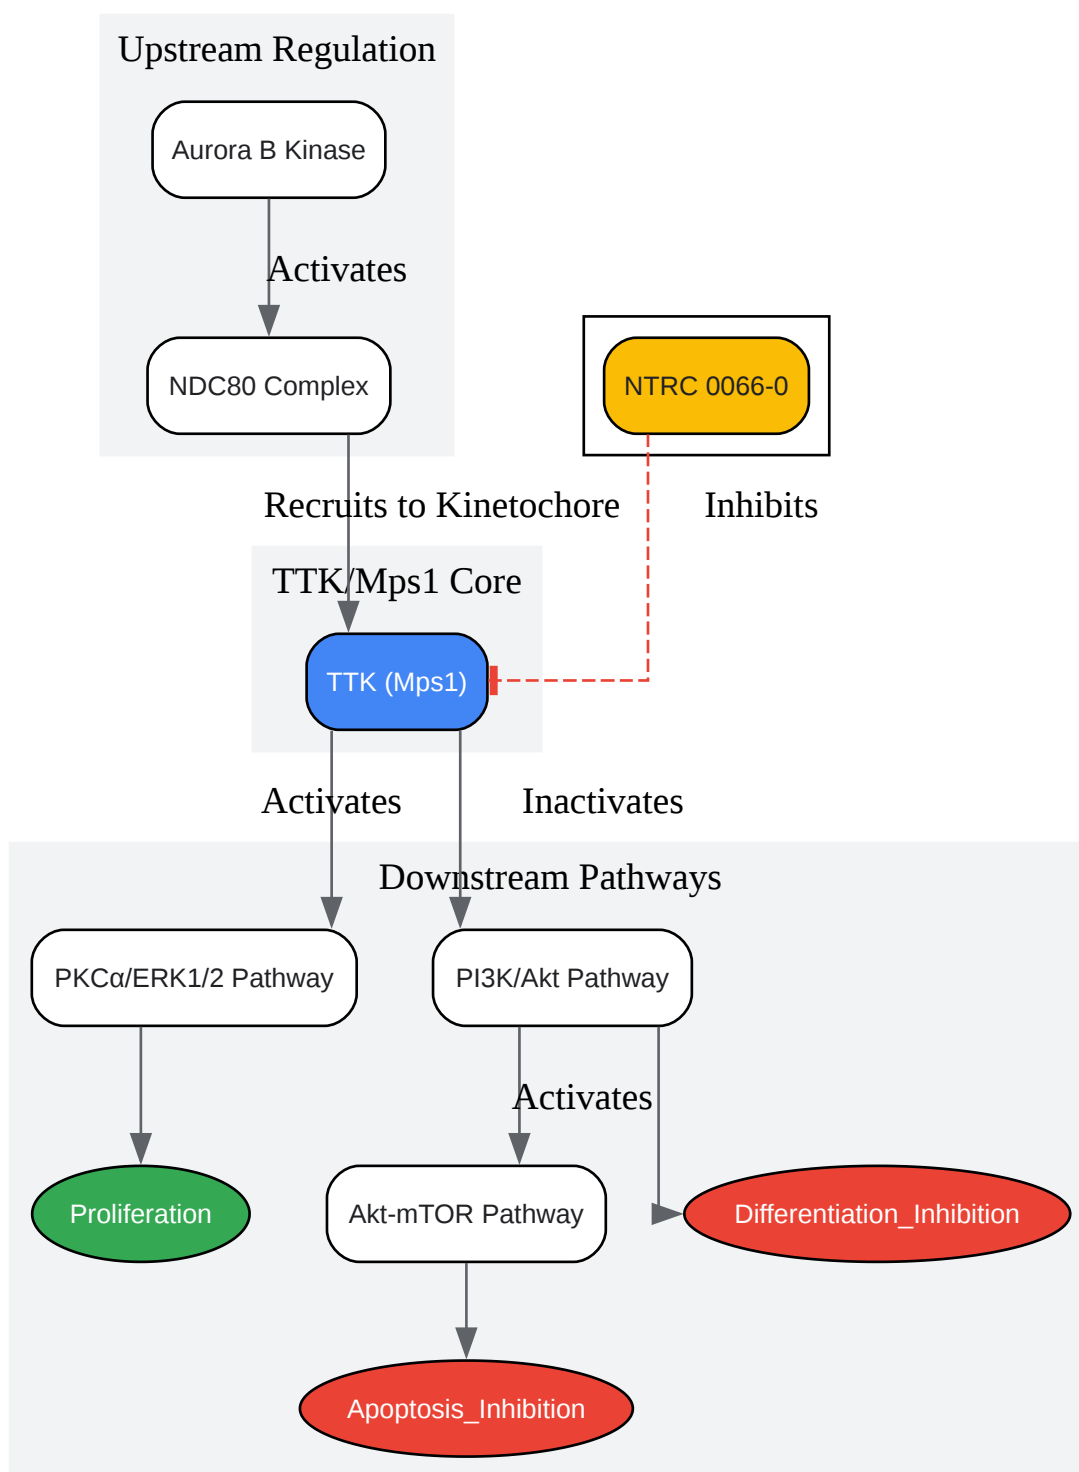 Upstream Regulation
Aurora B Kinase
Activates
NDC80 Complex
NTRC 0066-0
Recruits to Kinetochore
Inhibits
TTK/Mps1 Core
TTK (Mps1)
Activates
Inactivates
Downstream Pathways
PKCα/ERK1/2 Pathway
PI3K/Akt Pathway
Activates
Proliferation
Akt-mTOR Pathway
Differentiation_Inhibition
Apoptosis_Inhibition